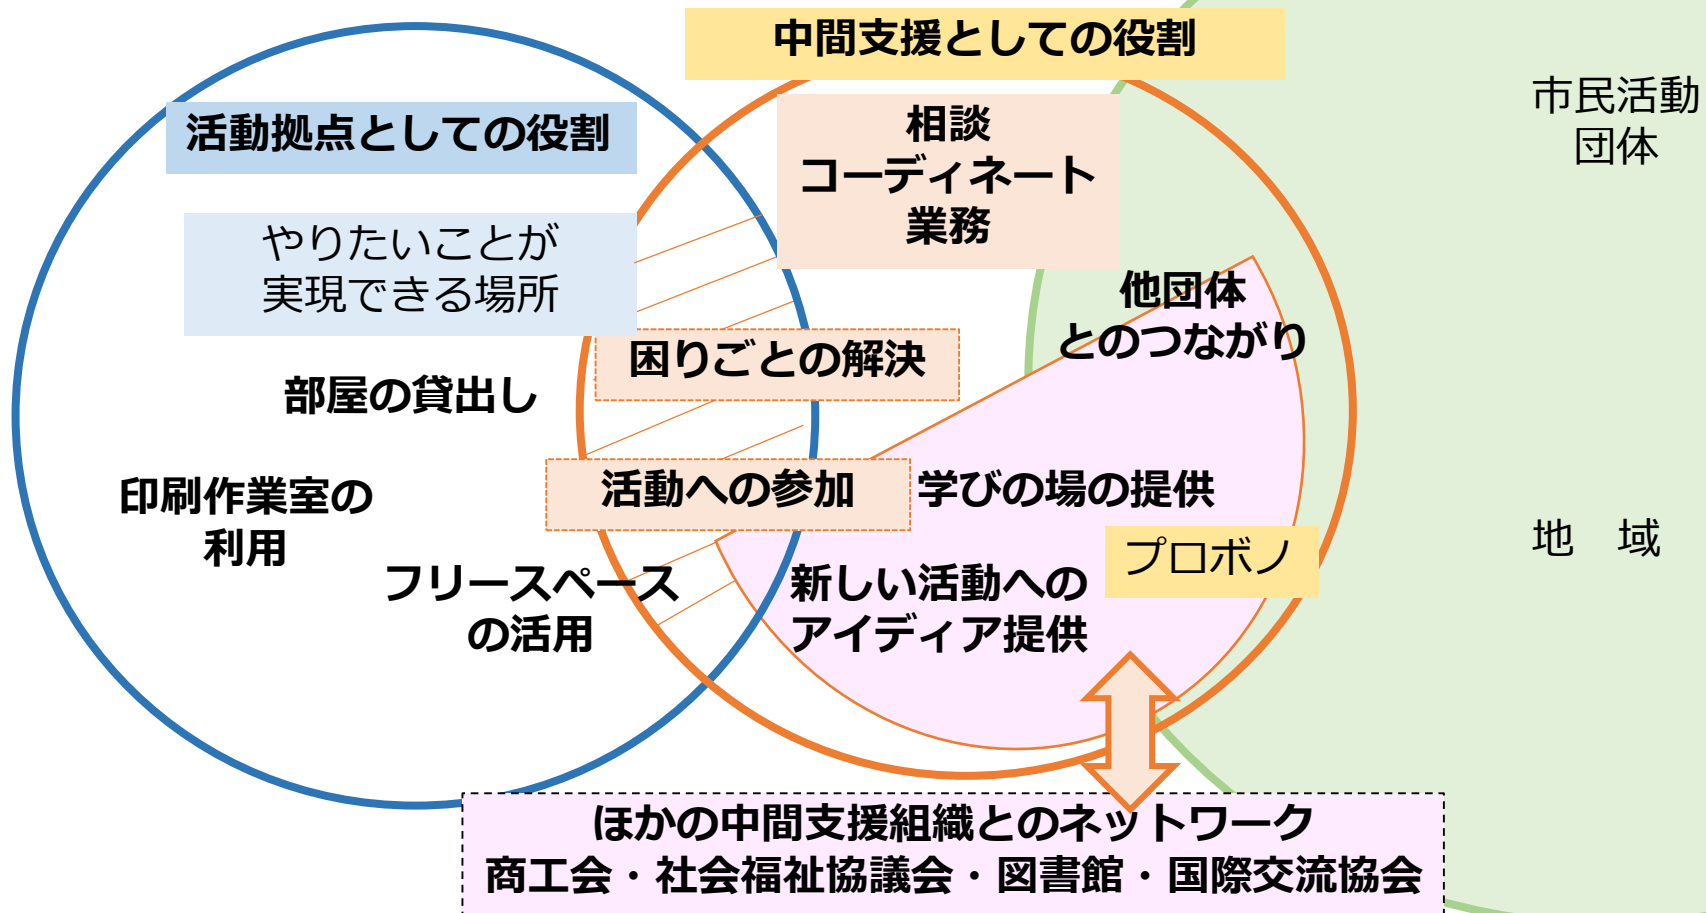 中間支援としての役割
活動拠点としての役割
相談
コーディネート
業務
市民活動
団体
やりたいことが
実現できる場所
他団体
とのつながり
困りごとの解決
部屋の貸出し
活動への参加
学びの場の提供
印刷作業室の
利用
プロボノ
地　域
フリースペース
の活用
新しい活動への
アイディア提供
ほかの中間支援組織とのネットワーク
商工会・社会福祉協議会・図書館・国際交流協会